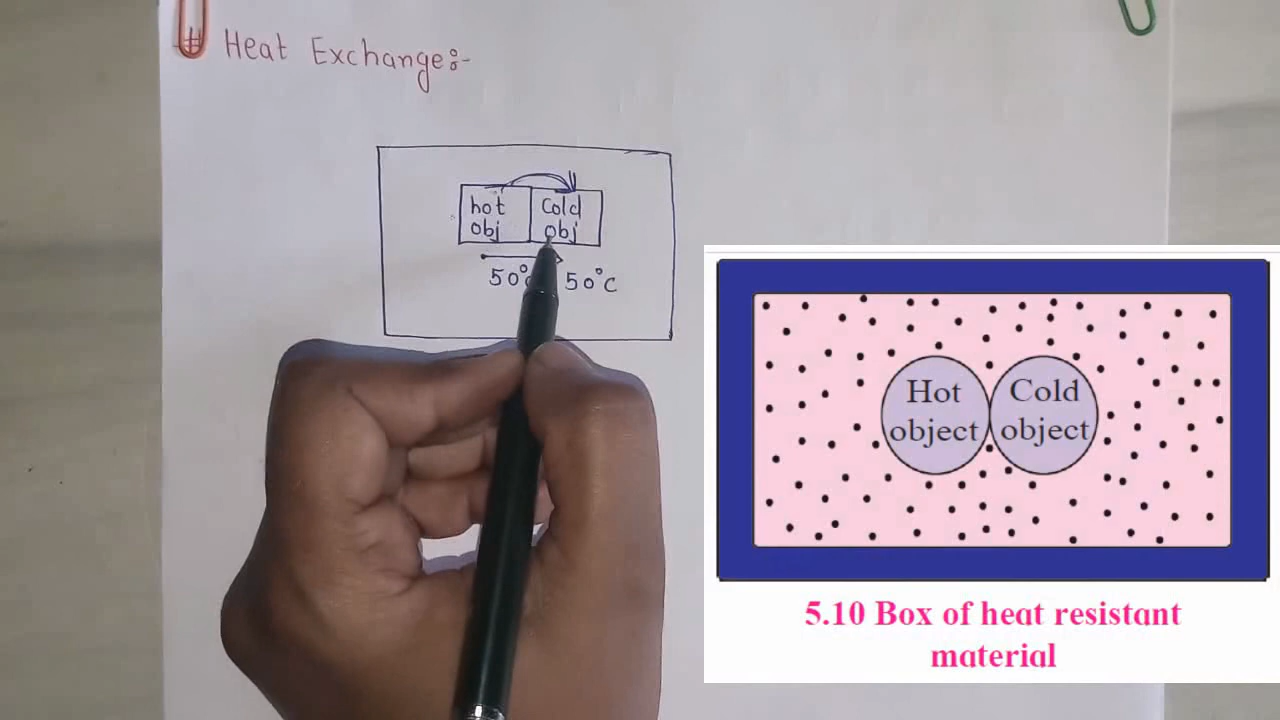 # Heat Exchange:-
hot Cold
obj obj
50°C 50°C
Hot Cold
object object
5.10 Box of heat resistant
material